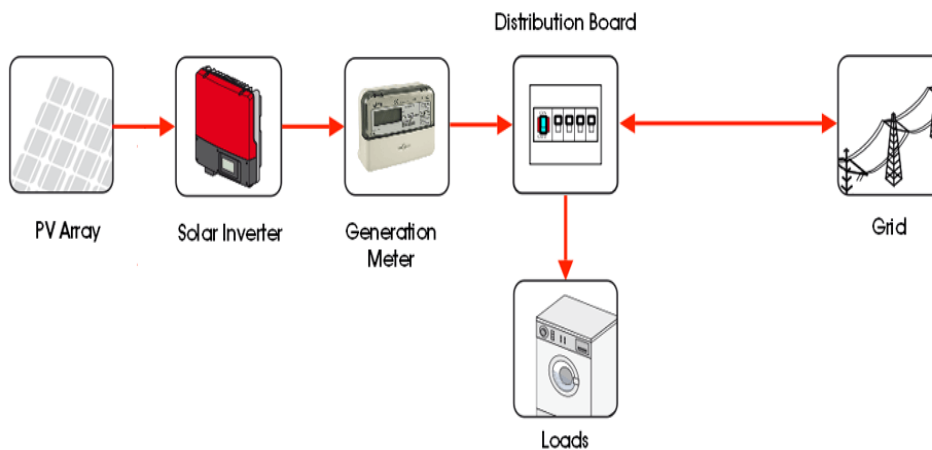 Distribution Board
PV Array
Solar Inverter
Generation
Meter
Grid
Loads